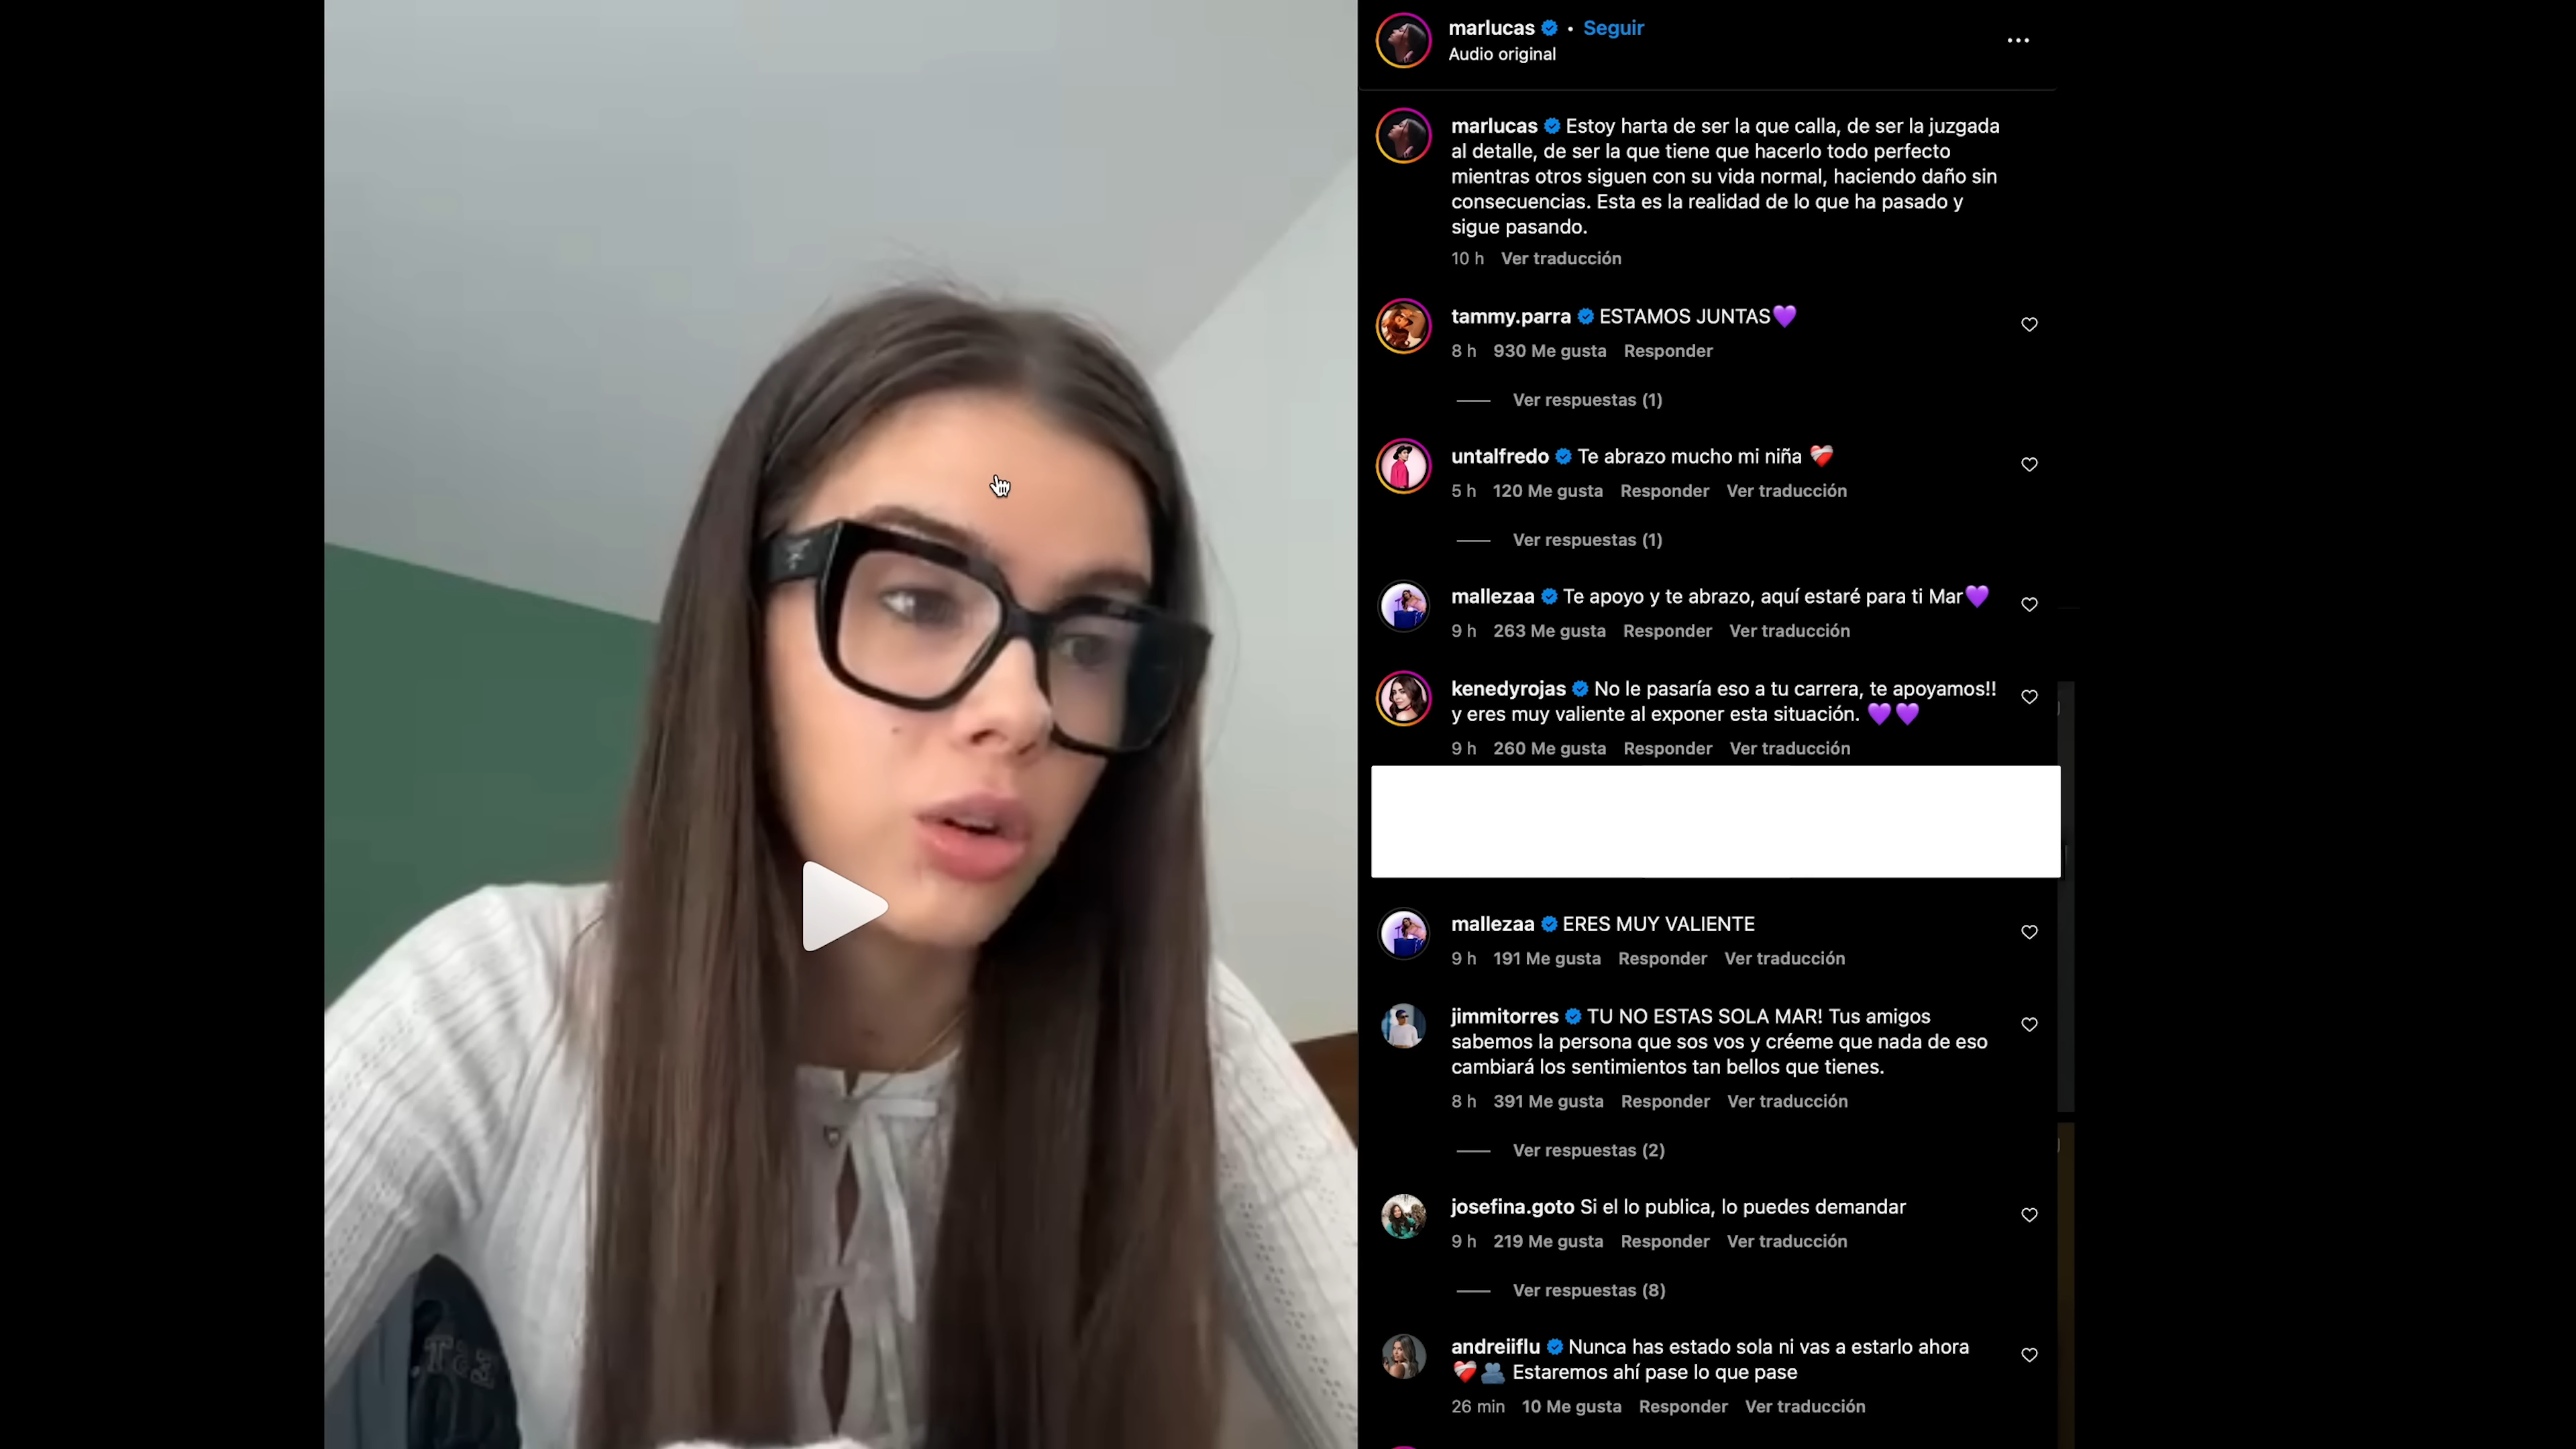 marlucas • Seguir
Audio original
marlucas Estoy harta de ser la que calla, de ser la juzgada
al detalle, de ser la que tiene que hacerlo todo perfecto
mientras otros siguen con su vida normal, haciendo daño sin
consecuencias. Esta es la realidad de lo que ha pasado y
sigue pasando.
10 h Ver traducción
tammy.parra ESTAMOS JUNTAS💜
8 h 930 Me gusta Responder
Ver respuestas (1)
untalfredo Te abrazo mucho mi niña ❤️‍🩹
5 h 120 Me gusta Responder Ver traducción
Ver respuestas (1)
mallezaa Te apoyo y te abrazo, aquí estaré para ti Mar💜
9 h 263 Me gusta Responder Ver traducción
kenedyrojas No le pasaría eso a tu carrera, te apoyamos!!
y eres muy valiente al exponer esta situación. 💜💜
9 h 260 Me gusta Responder Ver traducción
mallezaa ERES MUY VALIENTE
9 h 191 Me gusta Responder Ver traducción
jimmitorres TU NO ESTAS SOLA MAR! Tus amigos
sabemos la persona que sos vos y créeme que nada de eso
cambiará los sentimientos tan bellos que tienes.
8 h 391 Me gusta Responder Ver traducción
Ver respuestas (2)
josefina.goto Si el lo publica, lo puedes demandar
9 h 219 Me gusta Responder Ver traducción
Ver respuestas (8)
andreiiflu Nunca has estado sola ni vas a estarlo ahora
❤️‍🩹🫂 Estaremos ahí pase lo que pase
26 min 10 Me gusta Responder Ver traducción